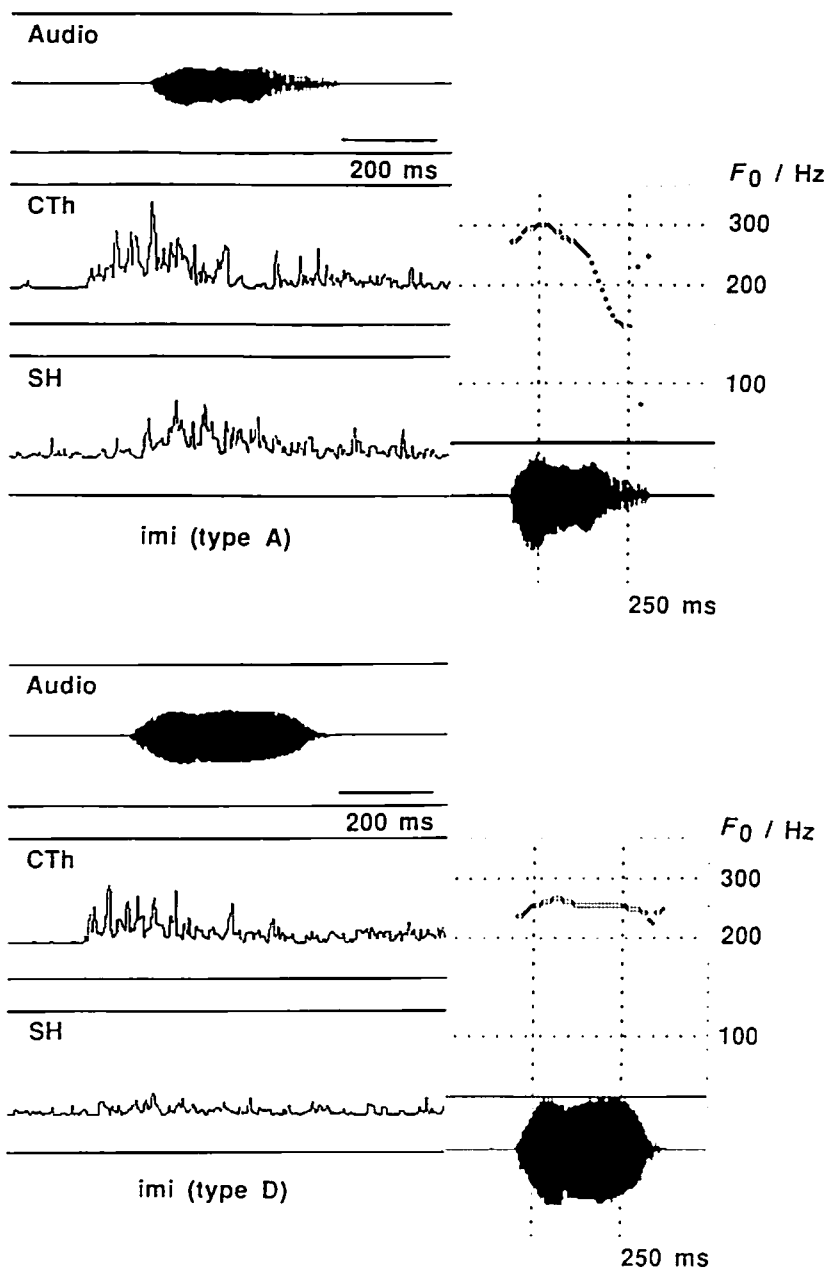 Audio
200 ms
CTh
F0 / Hz
300
200
SH
100
imi (type A)
250 ms
Audio
200 ms
CTh
F0 / Hz
300
200
SH
100
imi (type D)
250 ms